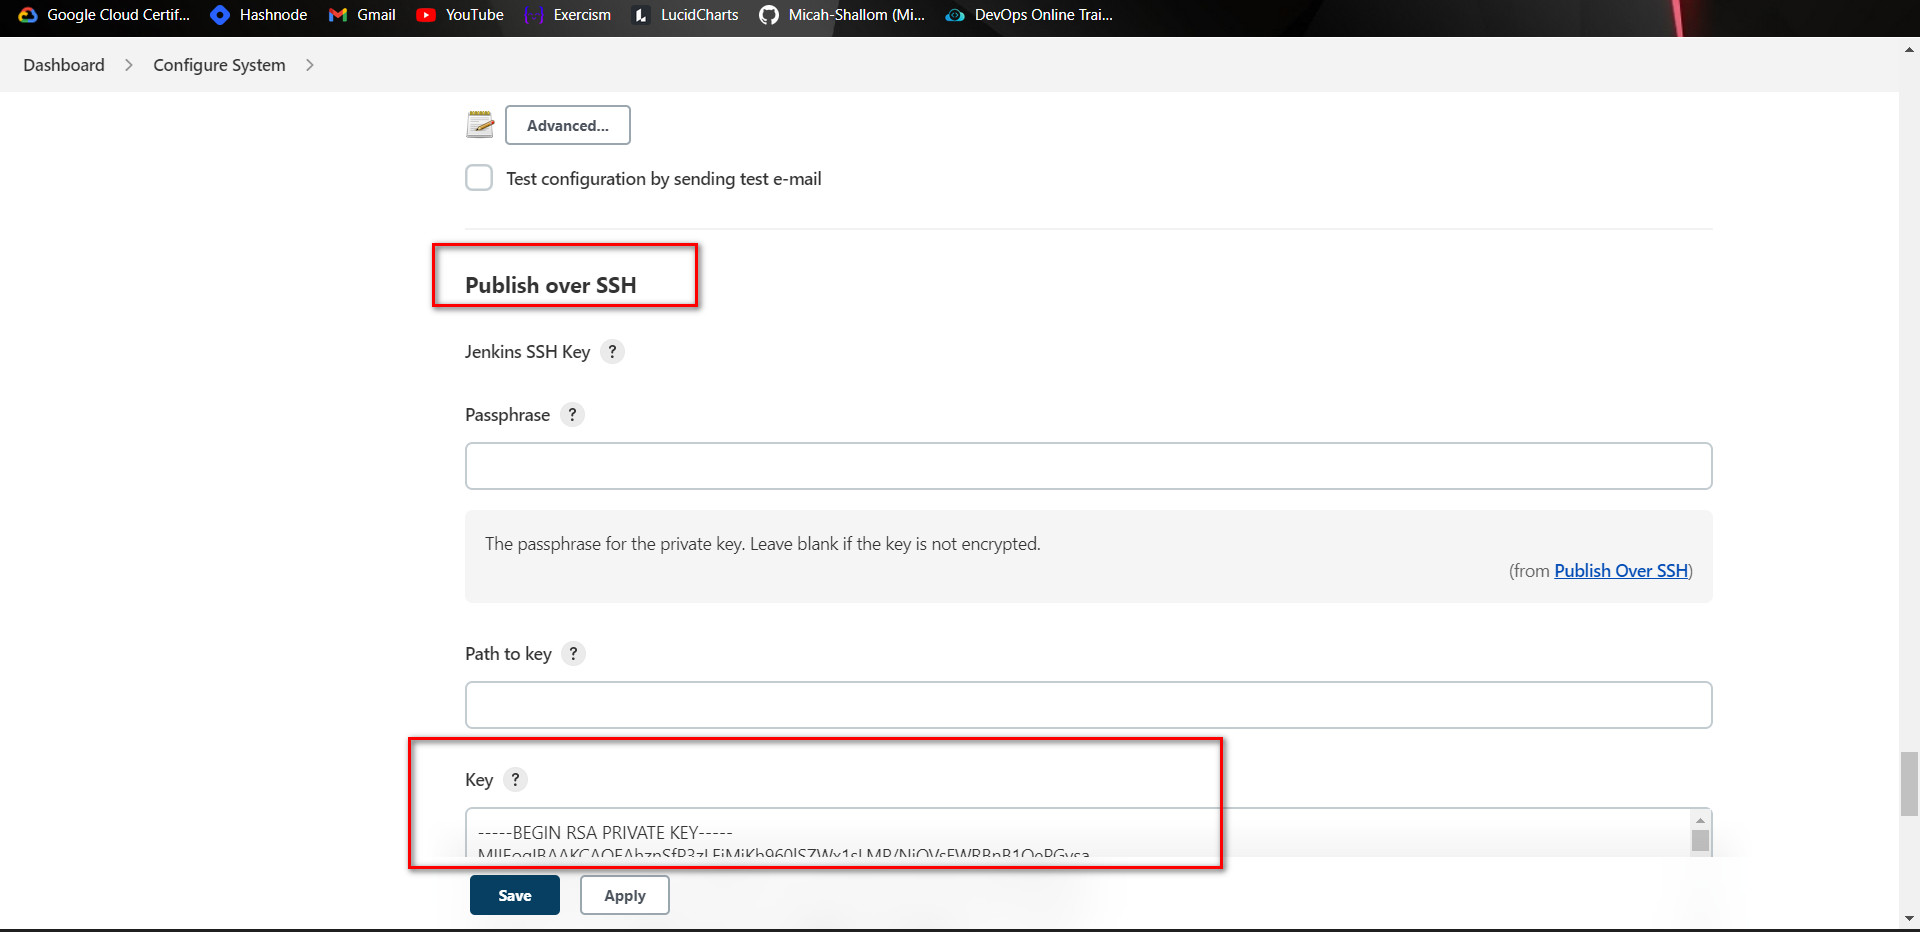 Google Cloud Certif... Hashnode Gmail YouTube Exercism LucidCharts Micah-Shallom (Mi... DevOps Online Trai...
Dashboard > Configure System >
Advanced...
Test configuration by sending test e-mail
Publish over SSH
Jenkins SSH Key ?
Passphrase ?
The passphrase for the private key. Leave blank if the key is not encrypted.
(from Publish Over SSH)
Path to key ?
Key ?
-----BEGIN RSA PRIVATE KEY-----
Save Apply